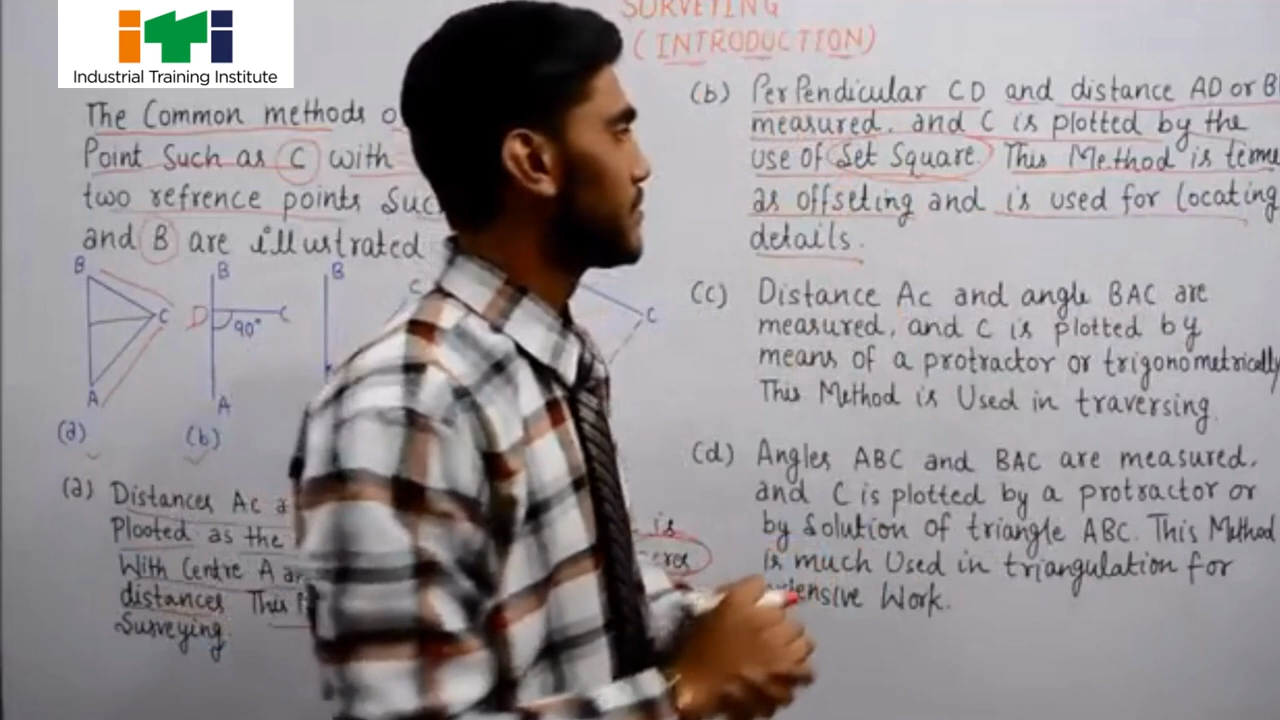 iTi
Industrial Training Institute
SURVEYING
(INTRODUCTION)
The Common methods
Point Such as C with
two refrence points
and B are illustrated
B
C
A
(a)
B
D
90°
C
A
(b)
B
C
C
(a) Distances Ac
Plooted as the
With Centre A
distances This
Surveying
is
(b) PerPendicular CD and distance AD or
measured. and C is plotted by the
use of Set Square. This Method is
as offseting and is used for locating
details.
(c) Distance Ac and angle BAC are
measured, and C is plotted by
means of a protractor or trigonometrically
This Method is Used in traversing.
(d) Angles ABC and BAC are measured,
and C is plotted by a protractor or
by Solution of triangle ABC. This Method
is much Used in triangulation for
Work.